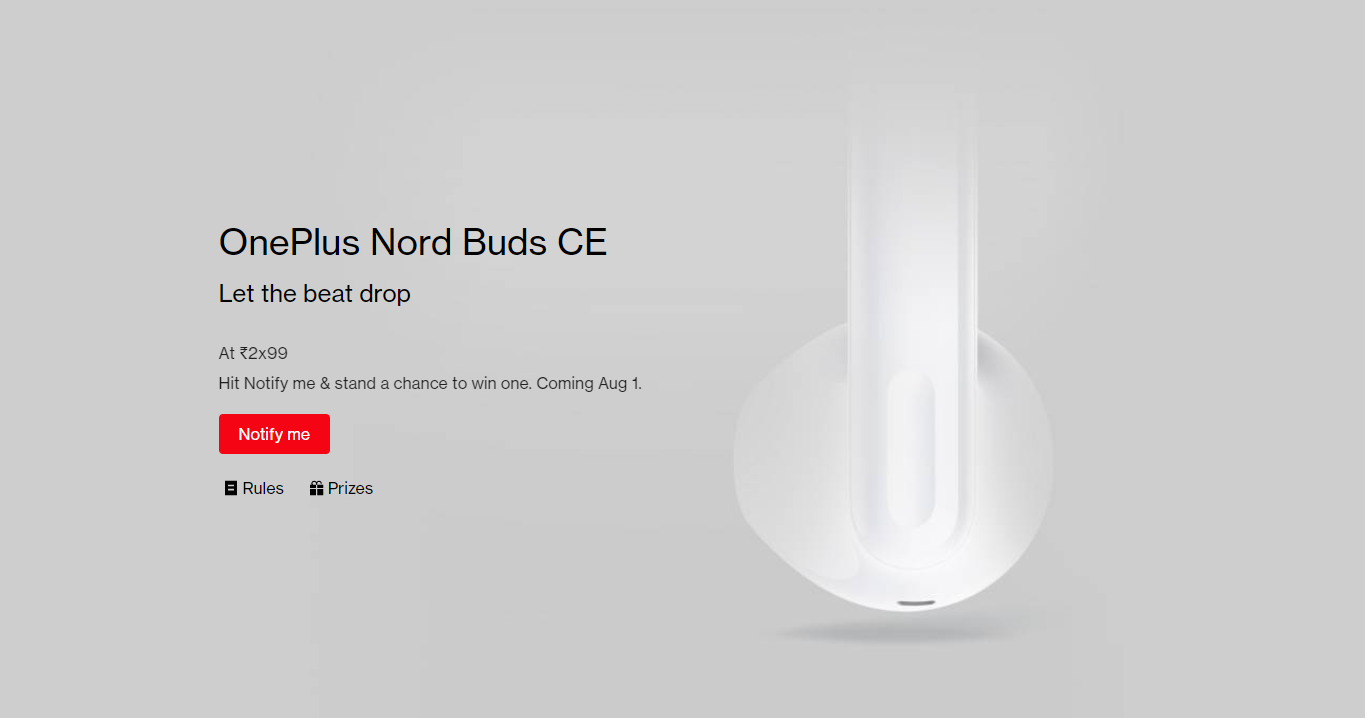 OnePlus Nord Buds CE
Let the beat drop
At ₹2x99
Hit Notify me & stand a chance to win one. Coming Aug 1.
Notify me
Rules Prizes